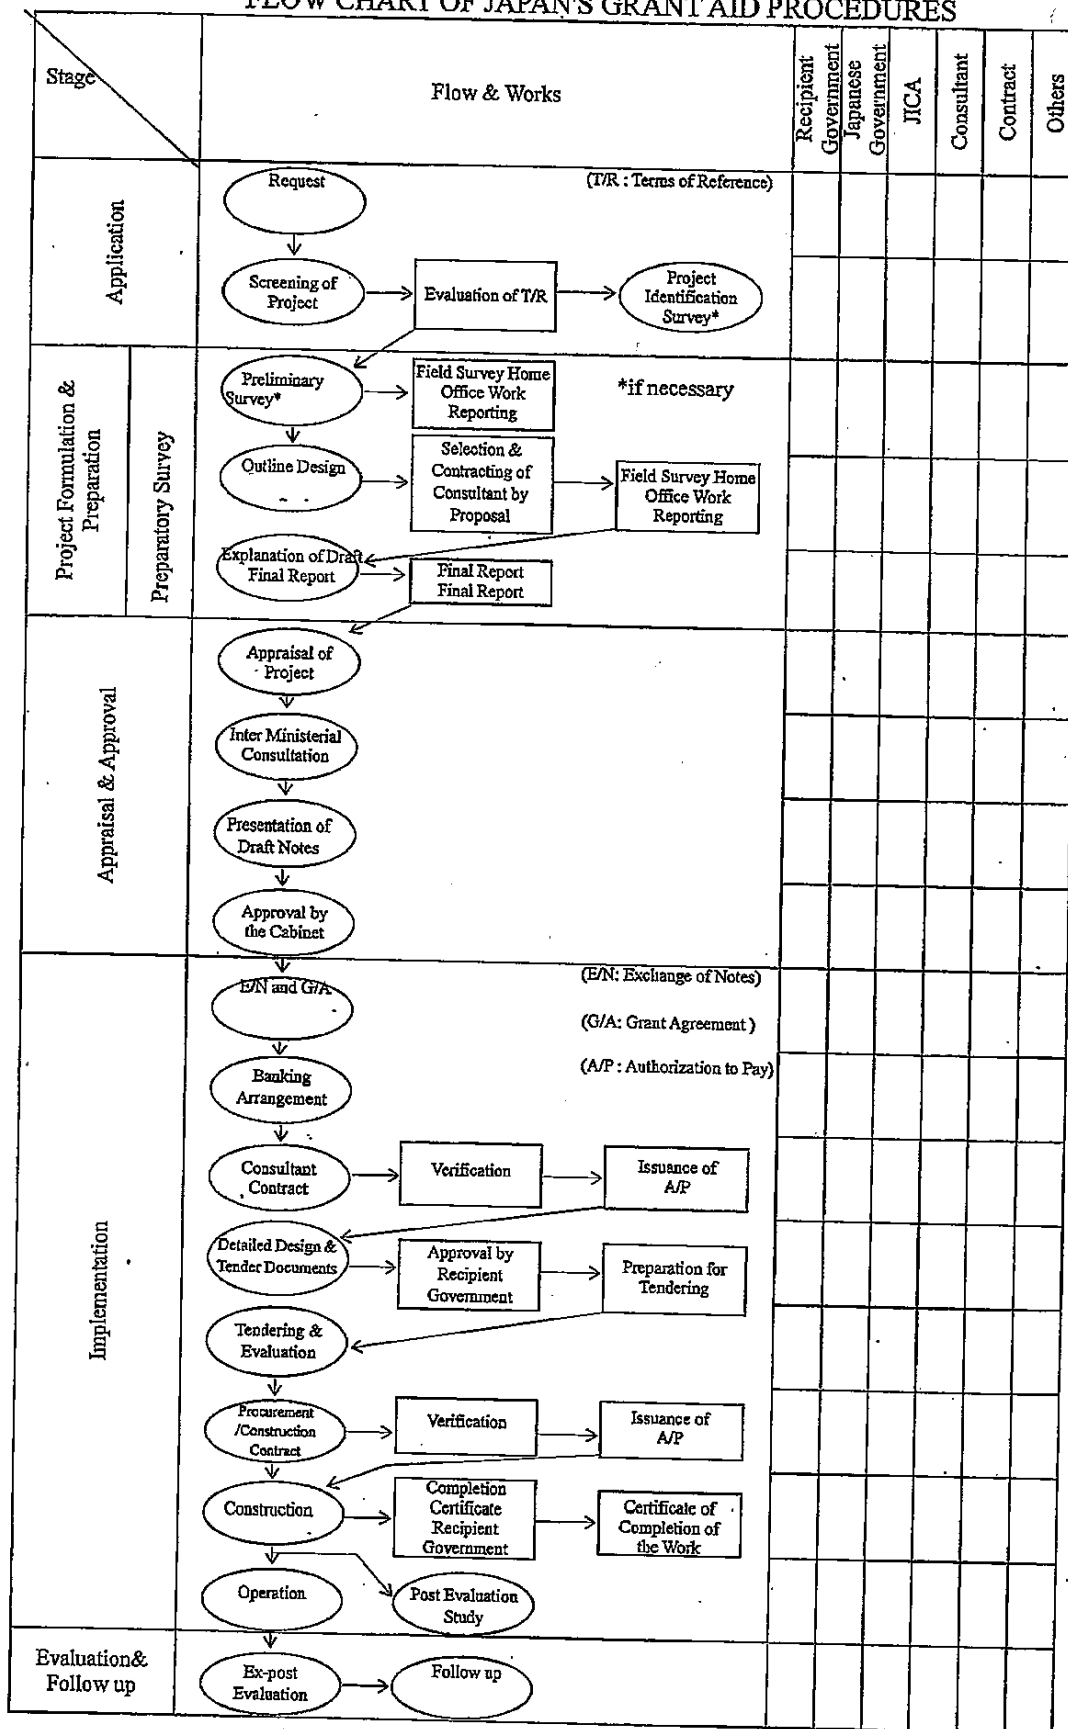 FLOW CHART OF JAPAN'S GRANT AID PROCEDURES
Stage
Flow & Works
Recipient
Government
Japanese
Government
JICA
Consultant
Contract
Others
Application
Request
(T/R : Terms of Reference)
Screening of
Project
Evaluation of T/R
Project
Identification
Survey*
Project Formulation &
Preparation
Preparatory Survey
Preliminary
Survey*
Field Survey Home
Office Work
Reporting
*if necessary
Outline Design
Selection &
Contracting of
Consultant by
Proposal
Field Survey Home
Office Work
Reporting
Explanation of Draft
Final Report
Final Report
Final Report
Appraisal & Approval
Appraisal of
Project
Inter Ministerial
Consultation
Presentation of
Draft Notes
Approval by
the Cabinet
Implementation
E/N and G/A
(E/N: Exchange of Notes)
(G/A: Grant Agreement )
(A/P : Authorization to Pay)
Banking
Arrangement
Consultant
Contract
Verification
Issuance of
A/P
Detailed Design &
Tender Documents
Approval by
Recipient
Government
Preparation for
Tendering
Tendering &
Evaluation
Procurement
/Construction
Contract
Verification
Issuance of
A/P
Construction
Completion
Certificate
Recipient
Government
Certificate of
Completion of
the Work
Operation
Post Evaluation
Study
Evaluation&
Follow up
Ex-post
Evaluation
Follow up